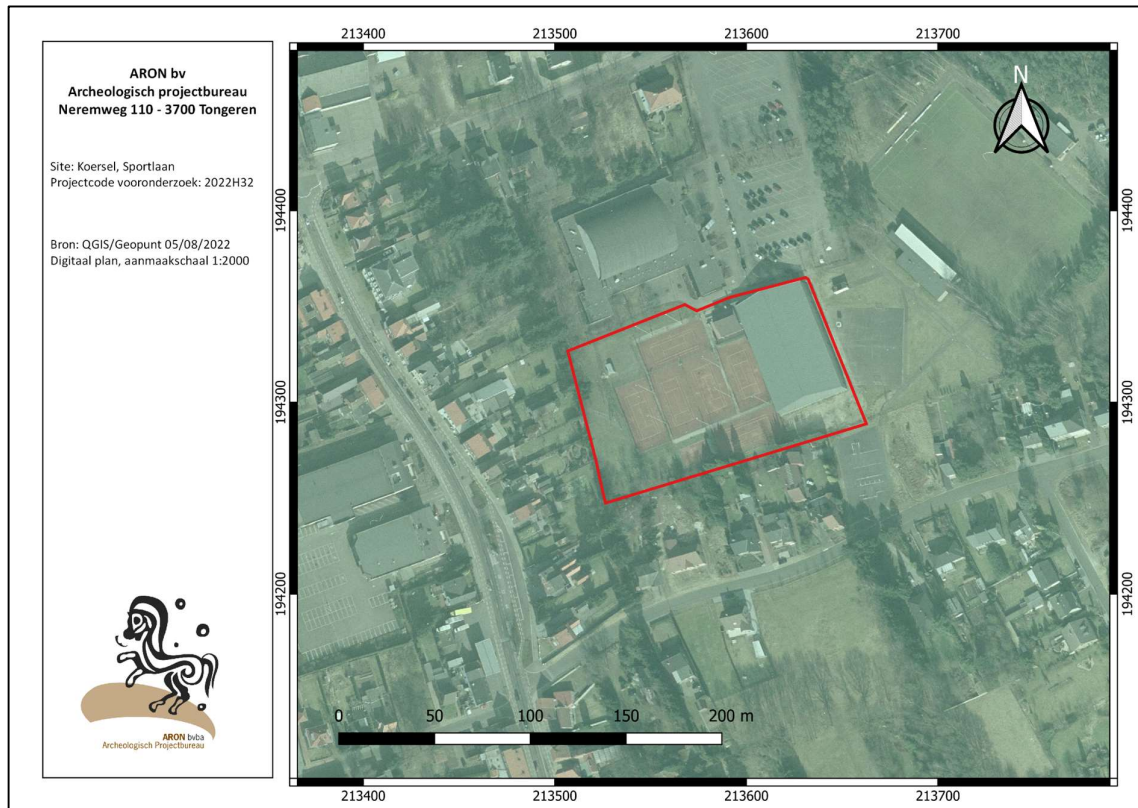 ARON bv
Archeologisch projectbureau
Neremweg 110 - 3700 Tongeren
Site: Koersel, Sportlaan
Projectcode vooronderzoek: 2022H32
Bron: QGIS/Geopunt 05/08/2022
Digitaal plan, aanmaakschaal 1:2000
ARON bvba
Archeologisch Projectbureau
213400 213500 213600 213700
N
194400 194400
194300 194300
194200 194200
0 50 100 150 200 m
213400 213500 213600 213700